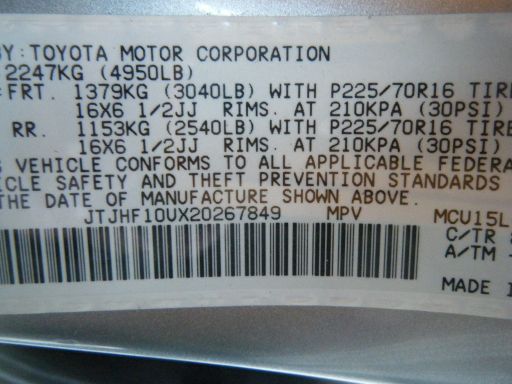 BY: TOYOTA MOTOR CORPORATION
2247KG (4950LB)
FRT. 1379KG (3040LB) WITH P225/70R16 TIRE
16X6 1/2JJ RIMS. AT 210KPA (30PSI)
RR. 1153KG (2540LB) WITH P225/70R16 TIRE
16X6 1/2JJ RIMS. AT 210KPA (30PSI)
VEHICLE CONFORMS TO ALL APPLICABLE FEDERA
CLE SAFETY AND THEFT PREVENTION STANDARDS
THE DATE OF MANUFACTURE SHOWN ABOVE.
JTJHF10UX20267849 MPV MCU15L
C/TR
A/TM -
MADE I